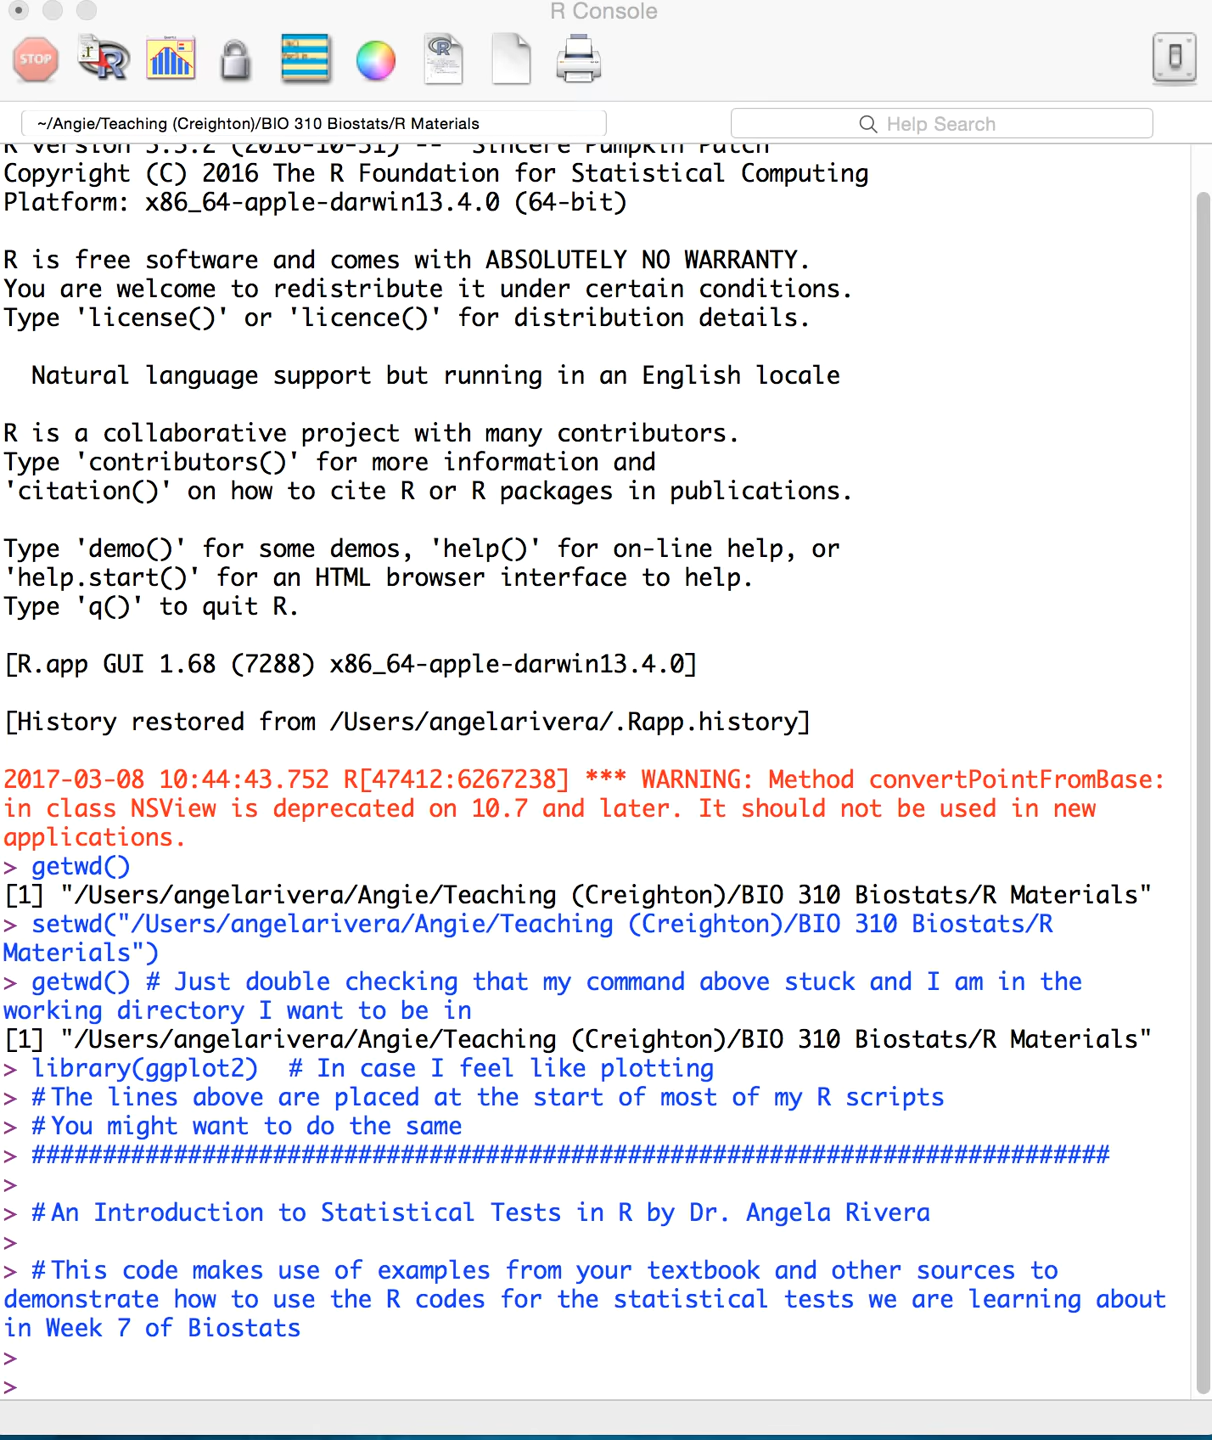 R Console
STOP
~/Angie/Teaching (Creighton)/BIO 310 Biostats/R Materials
Help Search
R version 3.3.2 (2016-10-31) -- "Sincere Pumpkin Patch"
Copyright (C) 2016 The R Foundation for Statistical Computing
Platform: x86_64-apple-darwin13.4.0 (64-bit)
R is free software and comes with ABSOLUTELY NO WARRANTY.
You are welcome to redistribute it under certain conditions.
Type 'license()' or 'licence()' for distribution details.
Natural language support but running in an English locale
R is a collaborative project with many contributors.
Type 'contributors()' for more information and
'citation()' on how to cite R or R packages in publications.
Type 'demo()' for some demos, 'help()' for on-line help, or
'help.start()' for an HTML browser interface to help.
Type 'q()' to quit R.
[R.app GUI 1.68 (7288) x86_64-apple-darwin13.4.0]
[History restored from /Users/angelarivera/.Rapp.history]
2017-03-08 10:44:43.752 R[47412:6267238] *** WARNING: Method convertPointFromBase:
in class NSView is deprecated on 10.7 and later. It should not be used in new
applications.
> getwd()
[1] "/Users/angelarivera/Angie/Teaching (Creighton)/BIO 310 Biostats/R Materials"
> setwd("/Users/angelarivera/Angie/Teaching (Creighton)/BIO 310 Biostats/R
Materials")
> getwd() # Just double checking that my command above stuck and I am in the
working directory I want to be in
[1] "/Users/angelarivera/Angie/Teaching (Creighton)/BIO 310 Biostats/R Materials"
> library(ggplot2)  # In case I feel like plotting
> #The lines above are placed at the start of most of my R scripts
> #You might want to do the same
> ############################################################################
>
> #An Introduction to Statistical Tests in R by Dr. Angela Rivera
>
> #This code makes use of examples from your textbook and other sources to
demonstrate how to use the R codes for the statistical tests we are learning about
in Week 7 of Biostats
>
>